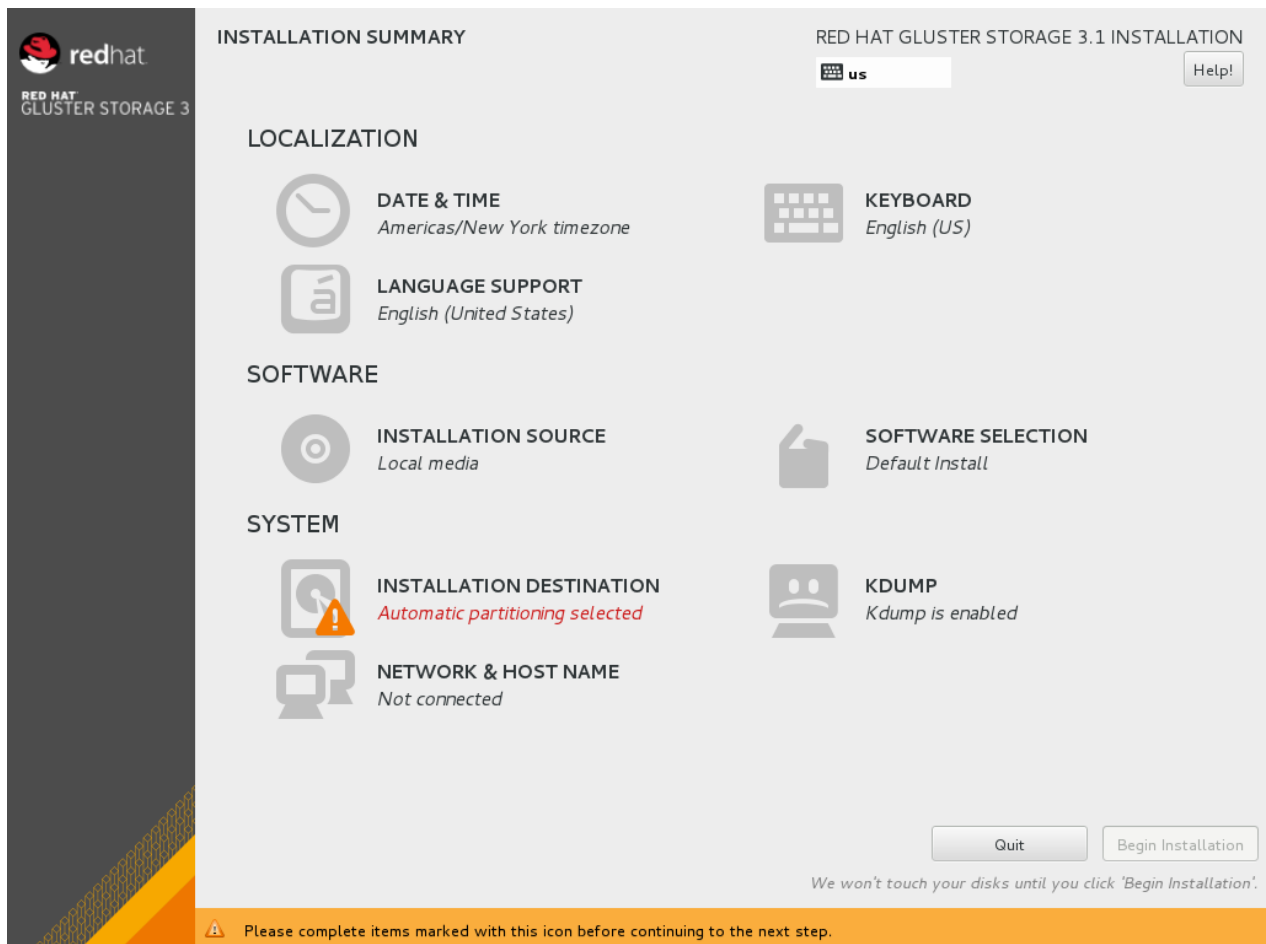 redhat
RED HAT
GLUSTER STORAGE 3
INSTALLATION SUMMARY
RED HAT GLUSTER STORAGE 3.1 INSTALLATION
us
Help!
LOCALIZATION
DATE & TIME
Americas/New York timezone
KEYBOARD
English (US)
LANGUAGE SUPPORT
English (United States)
SOFTWARE
INSTALLATION SOURCE
Local media
SOFTWARE SELECTION
Default Install
SYSTEM
INSTALLATION DESTINATION
Automatic partitioning selected
KDUMP
Kdump is enabled
NETWORK & HOST NAME
Not connected
Quit
Begin Installation
We won't touch your disks until you click 'Begin Installation'.
Please complete items marked with this icon before continuing to the next step.